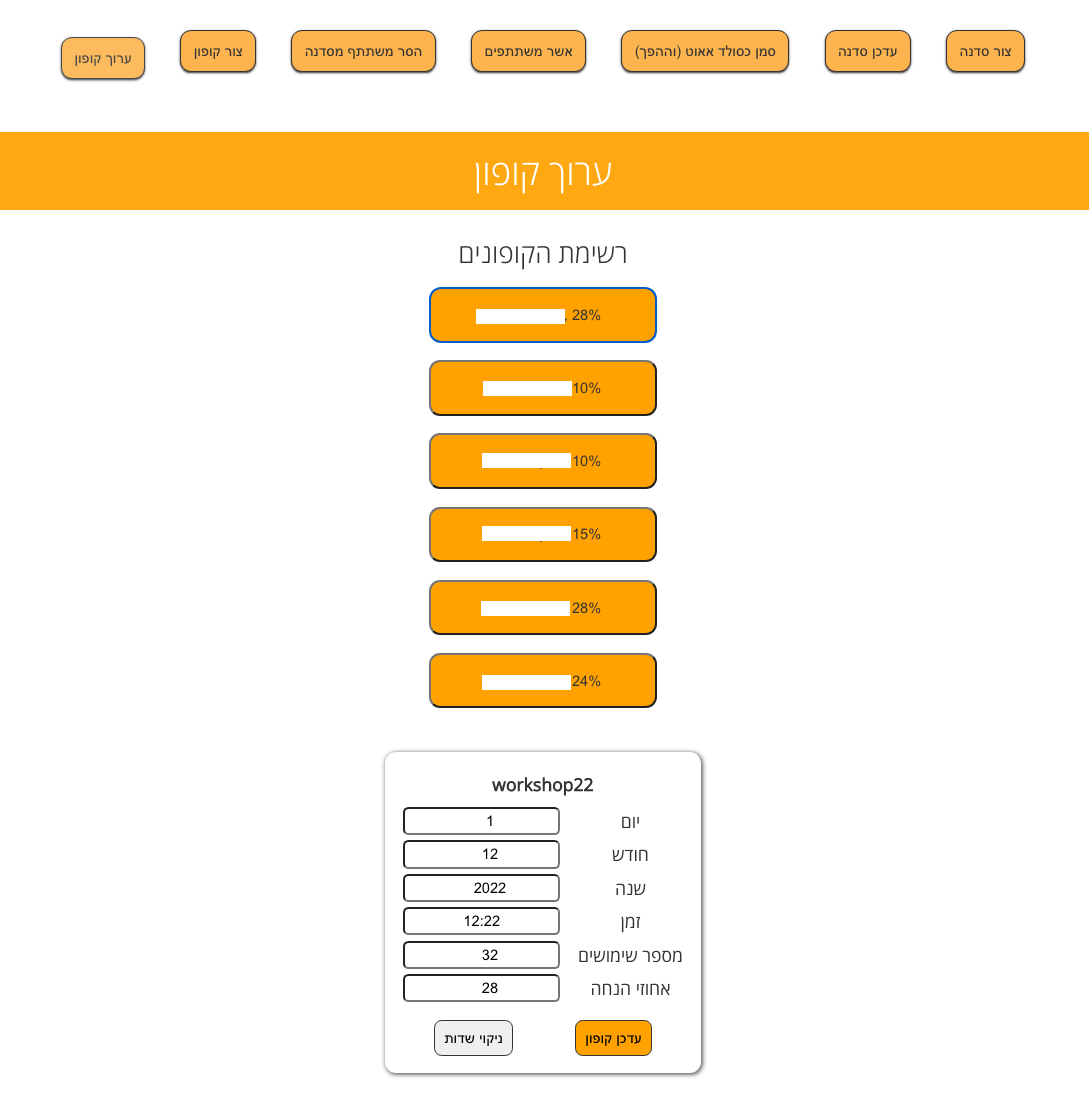 צור סדנה
עדכן סדנה
סמן כסולד אאוט (וההפך)
אשר משתתפים
הסר משתתף מסדנה
צור קופון
ערוך קופון
ערוך קופון
רשימת הקופונים
, 28%
10%
10%
15%
28%
24%
workshop22
יום 1
חודש 12
שנה 2022
זמן 12:22
מספר שימושים 32
אחוזי הנחה 28
עדכן קופון
ניקוי שדות